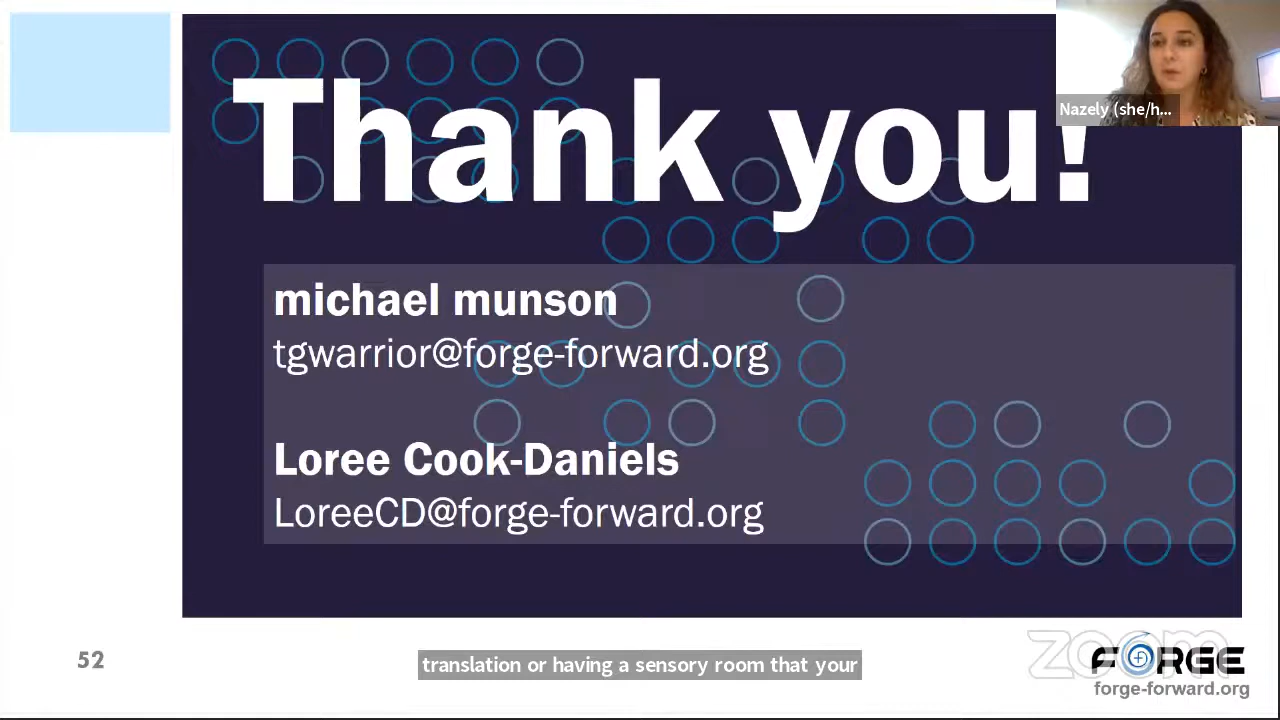 Thank you!
Nazely (she/h...
michael munson
tgwarrior@forge-forward.org
Loree Cook-Daniels
LoreeCD@forge-forward.org
52
translation or having a sensory room that your
zoom
FORGE
forge-forward.org